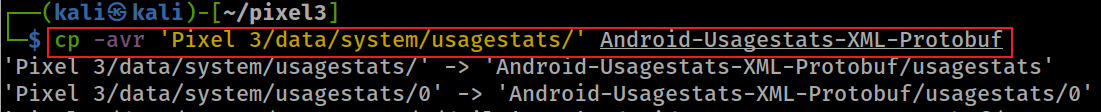 ┌──(kali㉿kali)-[~/pixel3]
└─$ cp -avr 'Pixel 3/data/system/usagestats/' Android-Usagestats-XML-Protobuf
'Pixel 3/data/system/usagestats/' -> 'Android-Usagestats-XML-Protobuf/usagestats'
'Pixel 3/data/system/usagestats/0' -> 'Android-Usagestats-XML-Protobuf/usagestats/0'